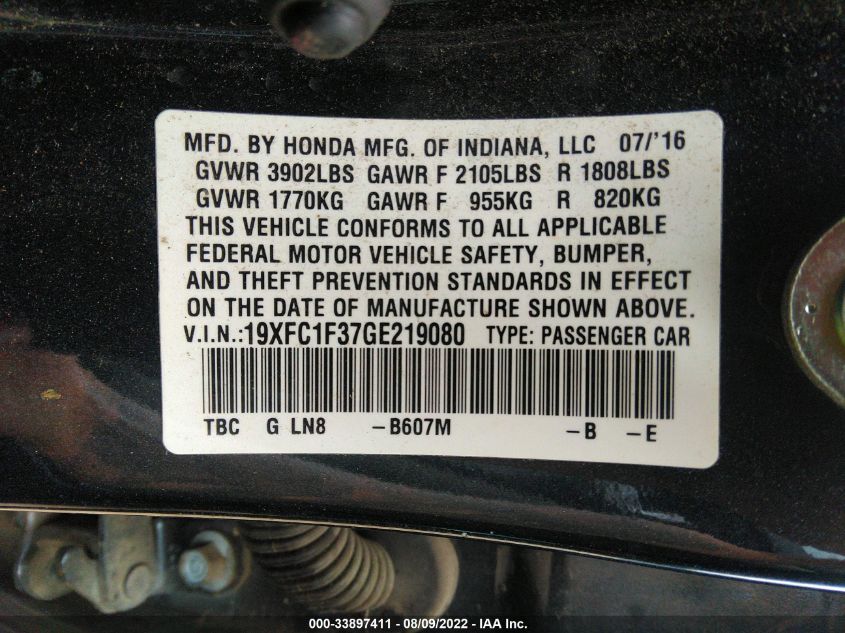 MFD. BY HONDA MFG. OF INDIANA, LLC 07/'16
GVWR 3902LBS GAWR F 2105LBS R 1808LBS
GVWR 1770KG GAWR F 955KG R 820KG
THIS VEHICLE CONFORMS TO ALL APPLICABLE
FEDERAL MOTOR VEHICLE SAFETY, BUMPER,
AND THEFT PREVENTION STANDARDS IN EFFECT
ON THE DATE OF MANUFACTURE SHOWN ABOVE.
V.I.N.:19XFC1F37GE219080 TYPE: PASSENGER CAR
TBC G LN8 -B607M -B -E
000-33897411 - 08/09/2022 - IAA Inc.